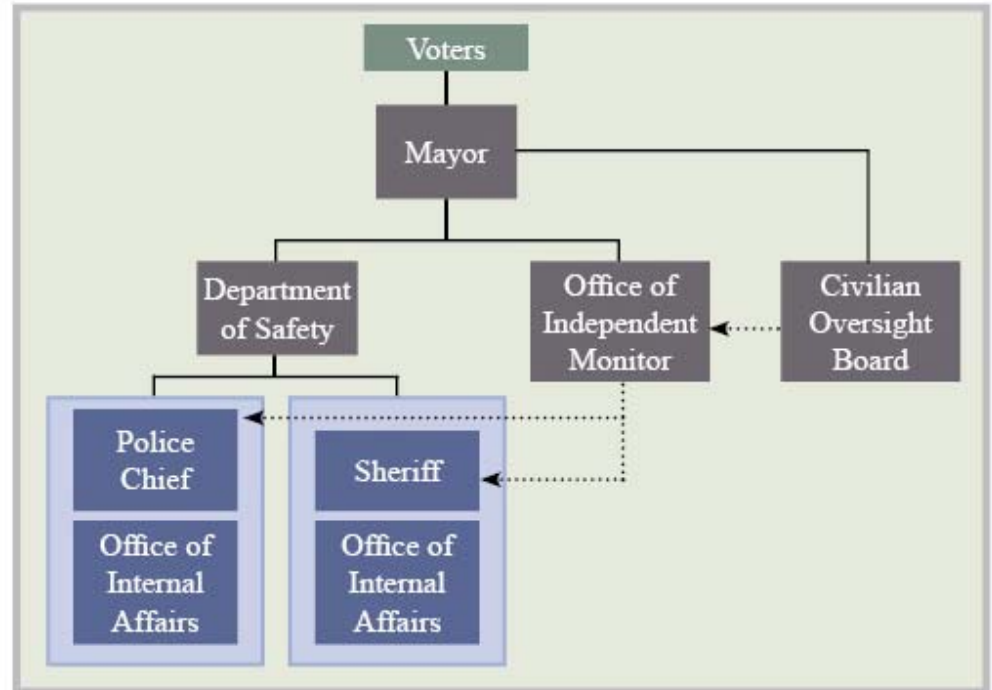 Voters
Mayor
Department
of Safety
Office of
Independent
Monitor
Civilian
Oversight
Board
Police
Chief
Sheriff
Office of
Internal
Affairs
Office of
Internal
Affairs